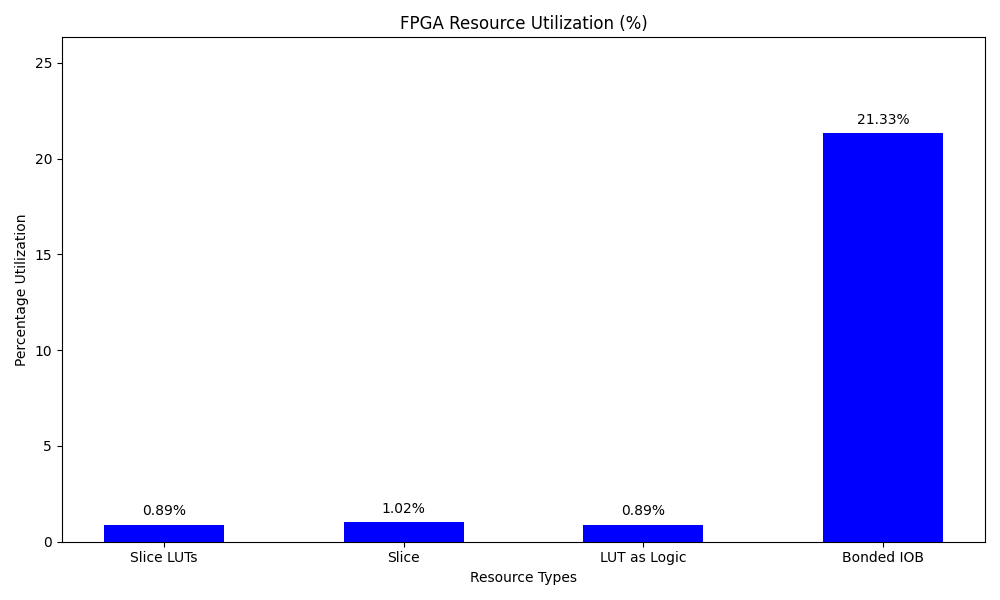 FPGA Resource Utilization (%)
Percentage Utilization
25
20
15
10
5
0
0.89%
1.02%
0.89%
21.33%
Slice LUTs
Slice
LUT as Logic
Bonded IOB
Resource Types